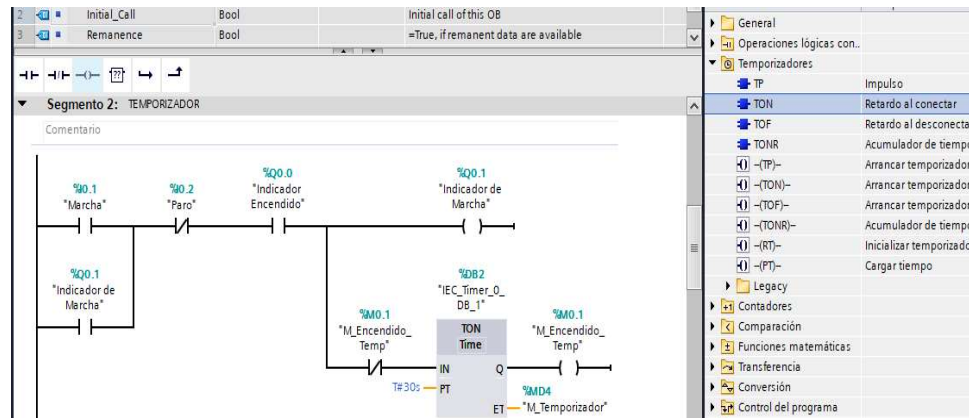 2 Initial_Call Bool Initial call of this OB
3 Remanence Bool =True, if remanent data are available
??
Segmento 2: TEMPORIZADOR
Comentario
%I0.1
"Marcha"
%I0.2
"Paro"
%Q0.0
"Indicador
Encendido"
%Q0.1
"Indicador de
Marcha"
%Q0.1
"Indicador de
Marcha"
%DB2
"IEC_Timer_0_
DB_1"
%M0.1
"M_Encendido_
Temp"
TON
Time
%M0.1
"M_Encendido_
Temp"
IN Q
T#30s PT
%MD4
ET "M_Temporizador"
General
Operaciones lógicas con..
Temporizadores
TP Impulso
TON Retardo al conectar
TOF Retardo al desconecta
TONR Acumulador de tiempo
-(TP)- Arrancar temporizador
-(TON)- Arrancar temporizador
-(TOF)- Arrancar temporizador
-(TONR)- Acumulador de tiempo
-(RT)- Inicializar temporizado
-(PT)- Cargar tiempo
Legacy
Contadores
Comparación
Funciones matemáticas
Transferencia
Conversión
Control del programa